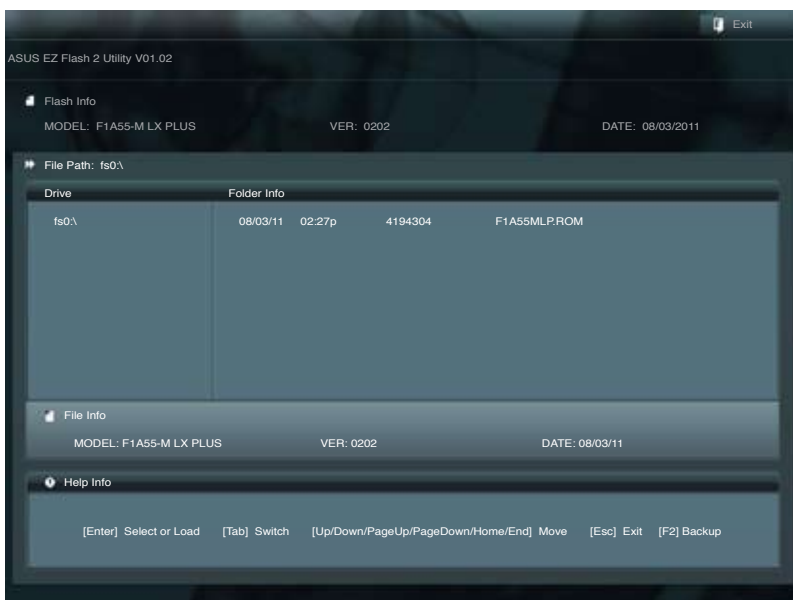 Exit
ASUS EZ Flash 2 Utility V01.02
Flash Info
MODEL: F1A55-M LX PLUS VER: 0202 DATE: 08/03/2011
File Path: fs0:\
Drive Folder Info
fs0:\ 08/03/11 02:27p 4194304 F1A55MLP.ROM
File Info
MODEL: F1A55-M LX PLUS VER: 0202 DATE: 08/03/11
Help Info
[Enter] Select or Load [Tab] Switch [Up/Down/PageUp/PageDown/Home/End] Move [Esc] Exit [F2] Backup